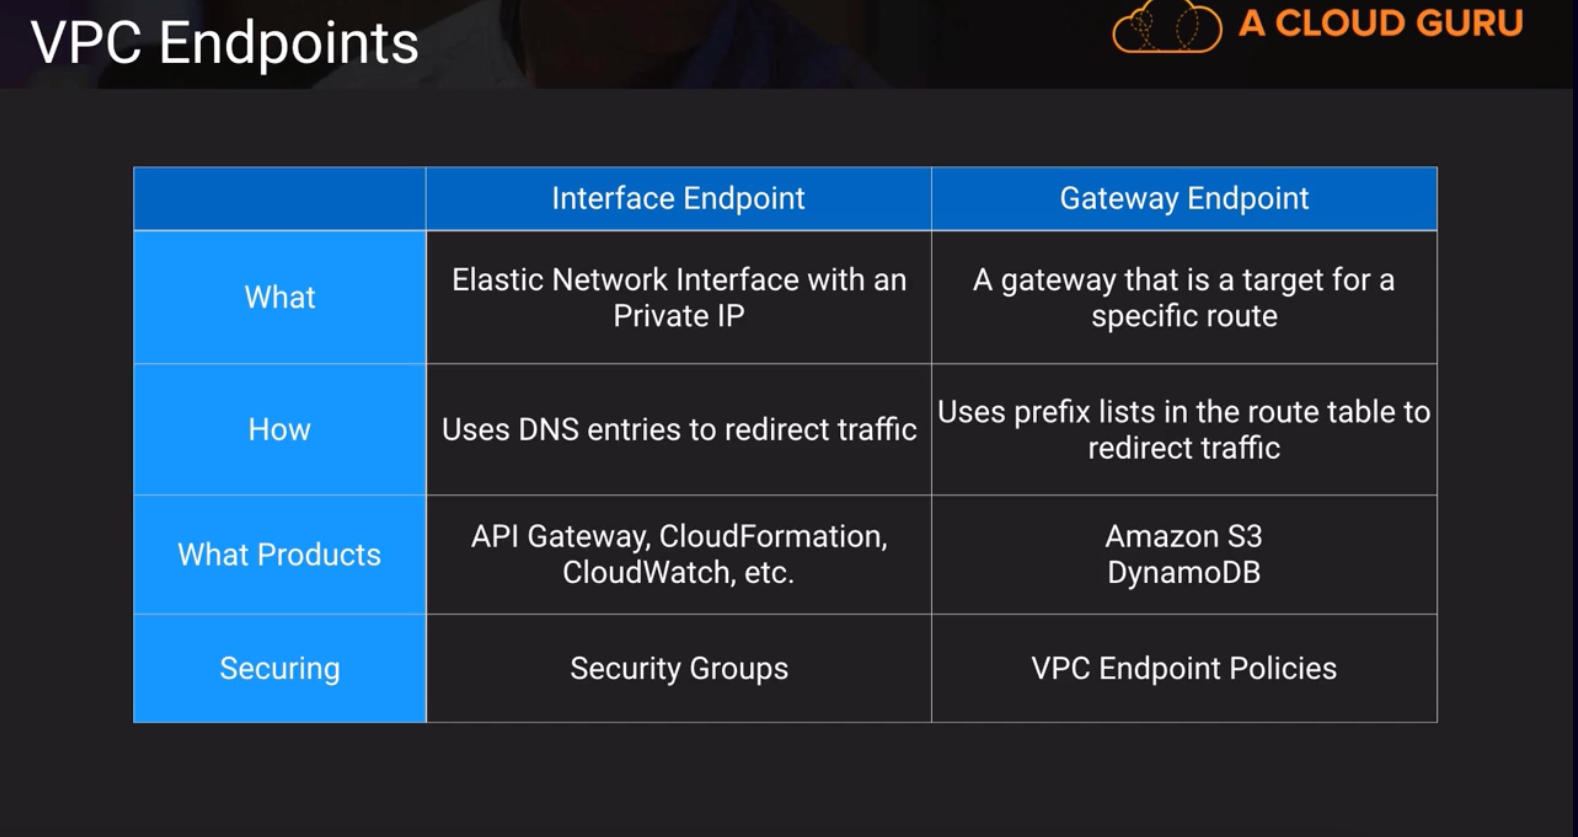 VPC Endpoints
A CLOUD GURU
Interface Endpoint
Gateway Endpoint
What
Elastic Network Interface with an
Private IP
A gateway that is a target for a
specific route
How
Uses DNS entries to redirect traffic
Uses prefix lists in the route table to
redirect traffic
What Products
API Gateway, CloudFormation,
CloudWatch, etc.
Amazon S3
DynamoDB
Securing
Security Groups
VPC Endpoint Policies